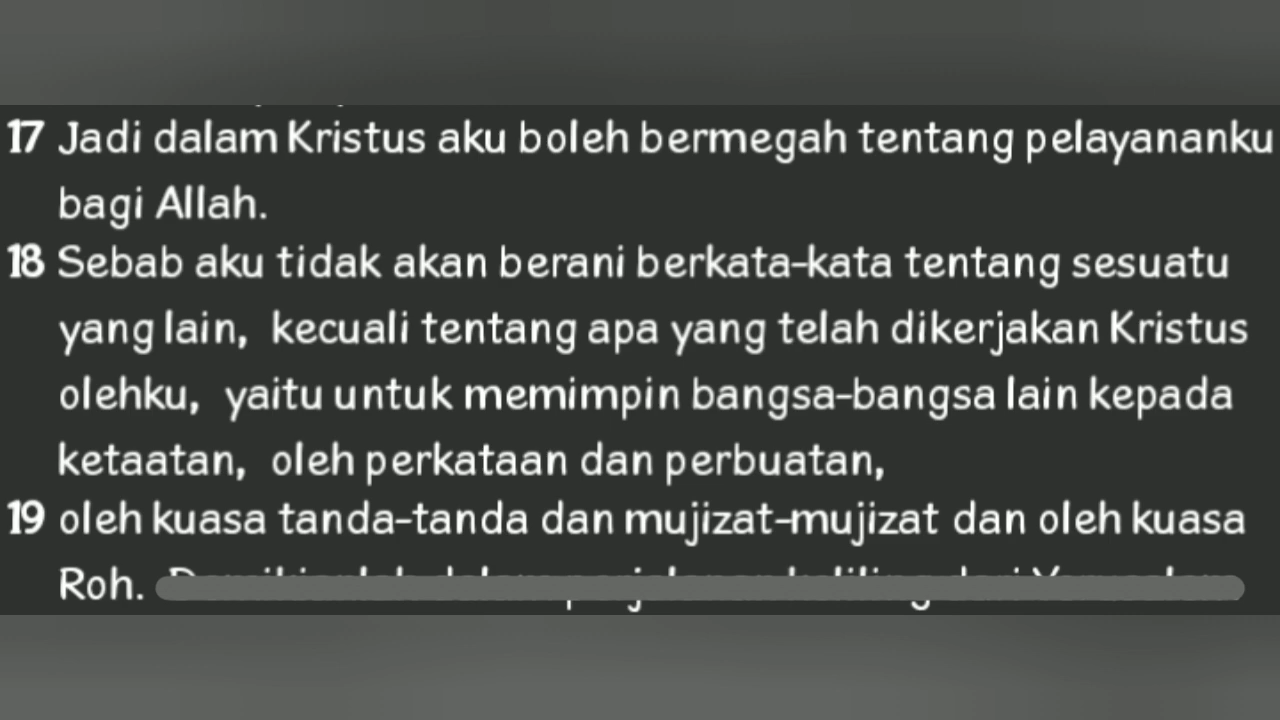 17 Jadi dalam Kristus aku boleh bermegah tentang pelayananku
bagi Allah.
18 Sebab aku tidak akan berani berkata-kata tentang sesuatu
yang lain, kecuali tentang apa yang telah dikerjakan Kristus
olehku, yaitu untuk memimpin bangsa-bangsa lain kepada
ketaatan, oleh perkataan dan perbuatan,
19 oleh kuasa tanda-tanda dan mujizat-mujizat dan oleh kuasa
Roh.